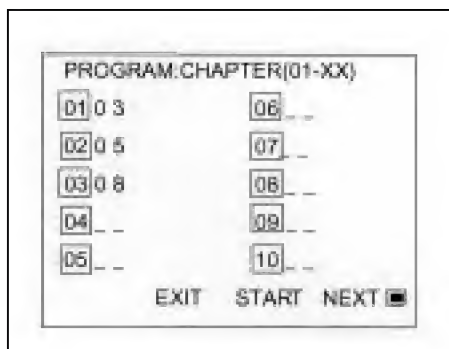 PROGRAM:CHAPTER(01-XX)
01 0 3 06 _ _
02 0 5 07 _ _
03 0 8 08 _ _
04 _ _ 09 _ _
05 _ _ 10 _ _
EXIT START NEXT